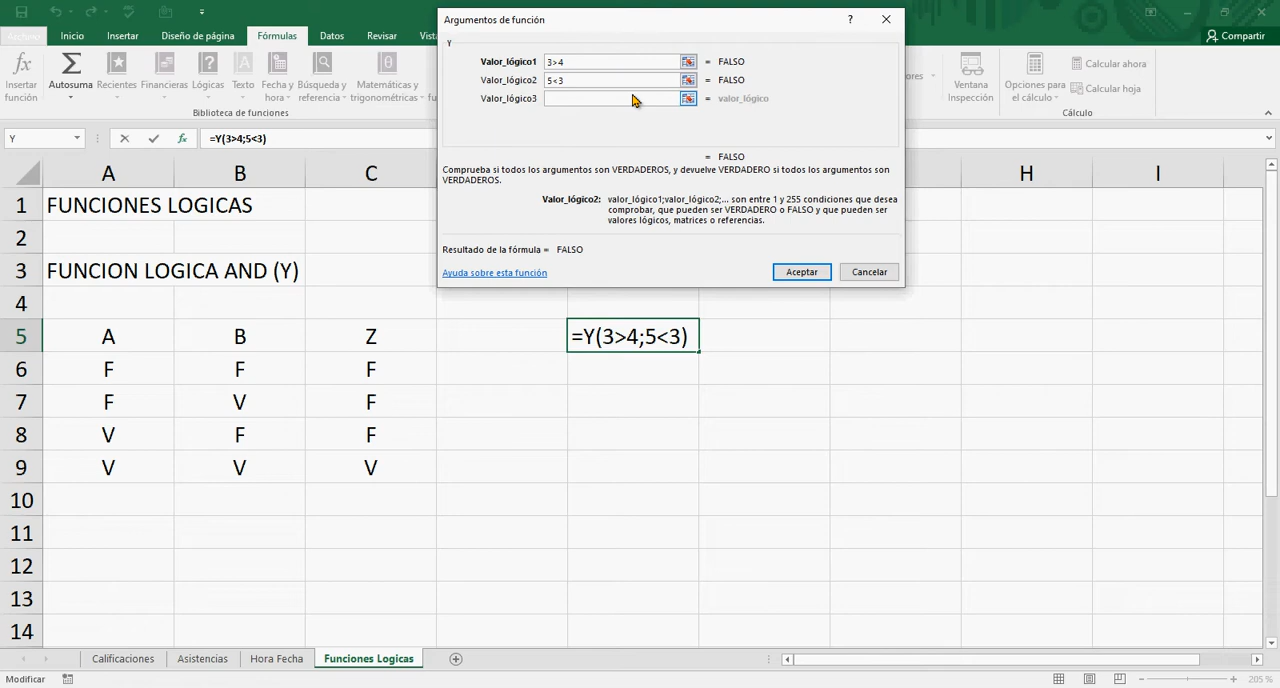 Argumentos de función
?
Archivo
Inicio
Insertar
Diseño de página
Fórmulas
Datos
Revisar
Vist
Compartir
Insertar función
Autosuma
Recientes
Financieras
Lógicas
Texto
Fecha y hora
Búsqueda y referencia
Matemáticas y trigonométricas
fu
Biblioteca de funciones
ores
Ventana Inspección
Opciones para el cálculo
Calcular ahora
Calcular hoja
Cálculo
Y
Valor_lógico1 3>4 = FALSO
Valor_lógico2 5<3 = FALSO
Valor_lógico3 = valor_lógico
= FALSO
Comprueba si todos los argumentos son VERDADEROS, y devuelve VERDADERO si todos los argumentos son
VERDADEROS.
Valor_lógico2: valor_lógico1;valor_lógico2;... son entre 1 y 255 condiciones que desea
comprobar, que pueden ser VERDADERO o FALSO y que pueden ser
valores lógicos, matrices o referencias.
Resultado de la fórmula = FALSO
Ayuda sobre esta función
Aceptar
Cancelar
Y
fx
=Y(3>4;5<3)
A B C H I
1 FUNCIONES LOGICAS
2
3 FUNCION LOGICA AND (Y)
4
5 A B Z =Y(3>4;5<3)
6 F F F
7 F V F
8 V F F
9 V V V
10
11
12
13
14
Calificaciones
Asistencias
Hora Fecha
Funciones Logicas
Modificar
205 %